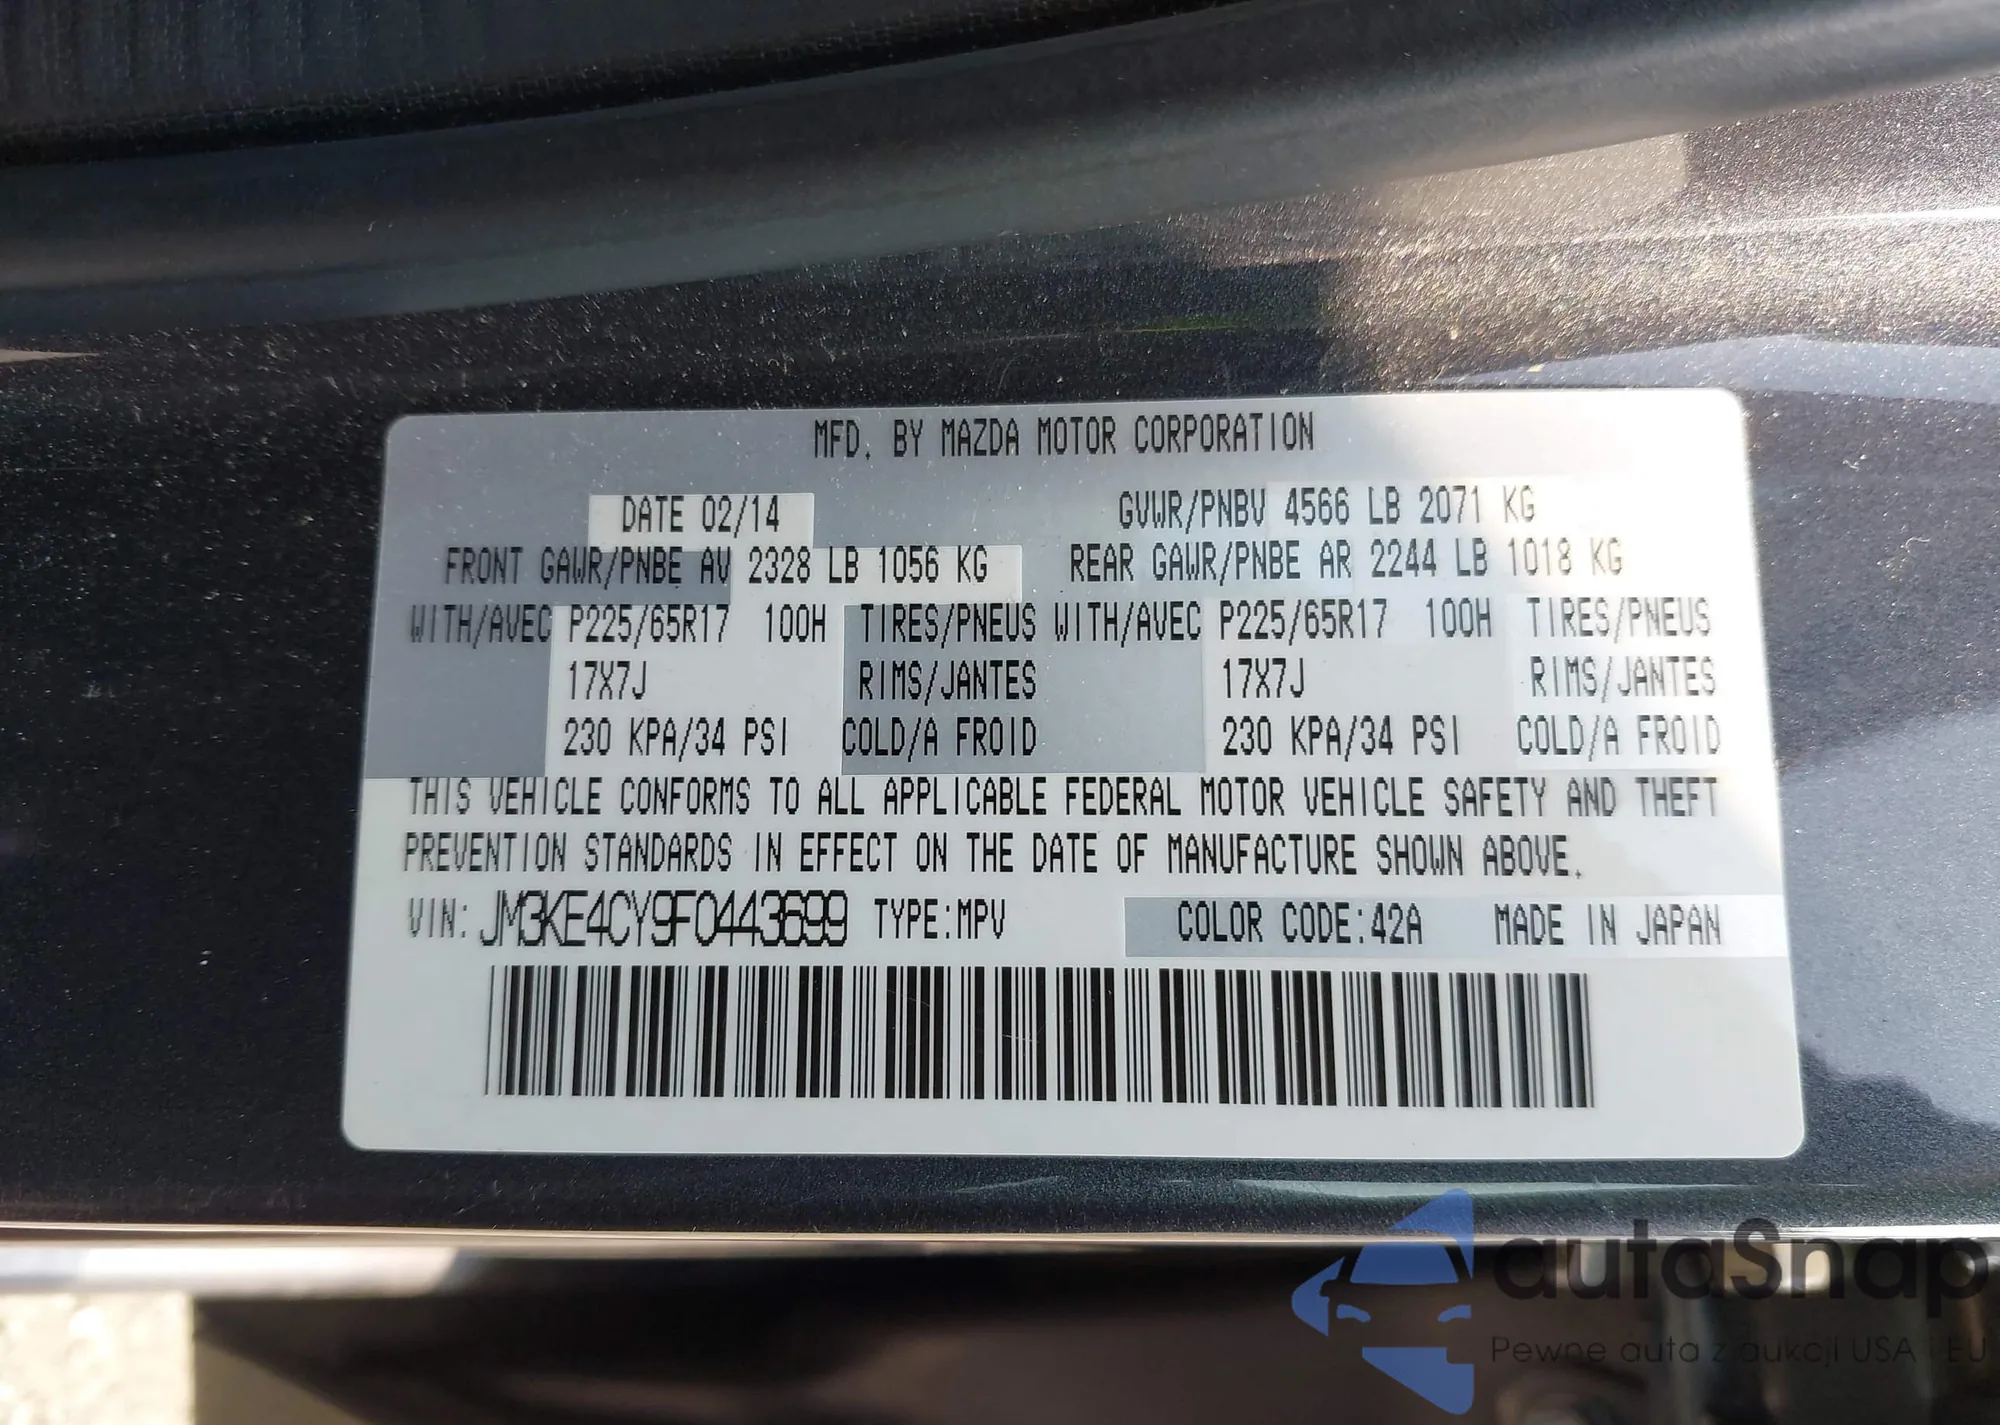 MFD. BY MAZDA MOTOR CORPORATION
DATE 02/14 GVWR/PNBV 4566 LB 2071 KG
FRONT GAWR/PNBE AV 2328 LB 1056 KG REAR GAWR/PNBE AR 2244 LB 1018 KG
WITH/AVEC P225/65R17 100H TIRES/PNEUS WITH/AVEC P225/65R17 100H TIRES/PNEUS
17X7J RIMS/JANTES 17X7J RIMS/JANTES
230 KPA/34 PSI COLD/A FROID 230 KPA/34 PSI COLD/A FROID
THIS VEHICLE CONFORMS TO ALL APPLICABLE FEDERAL MOTOR VEHICLE SAFETY AND THEFT
PREVENTION STANDARDS IN EFFECT ON THE DATE OF MANUFACTURE SHOWN ABOVE.
VIN: JM3KE4CY9F0443699 TYPE:MPV COLOR CODE:42A MADE IN JAPAN
autaSnap
Pewne auta z aukcji USA i EU